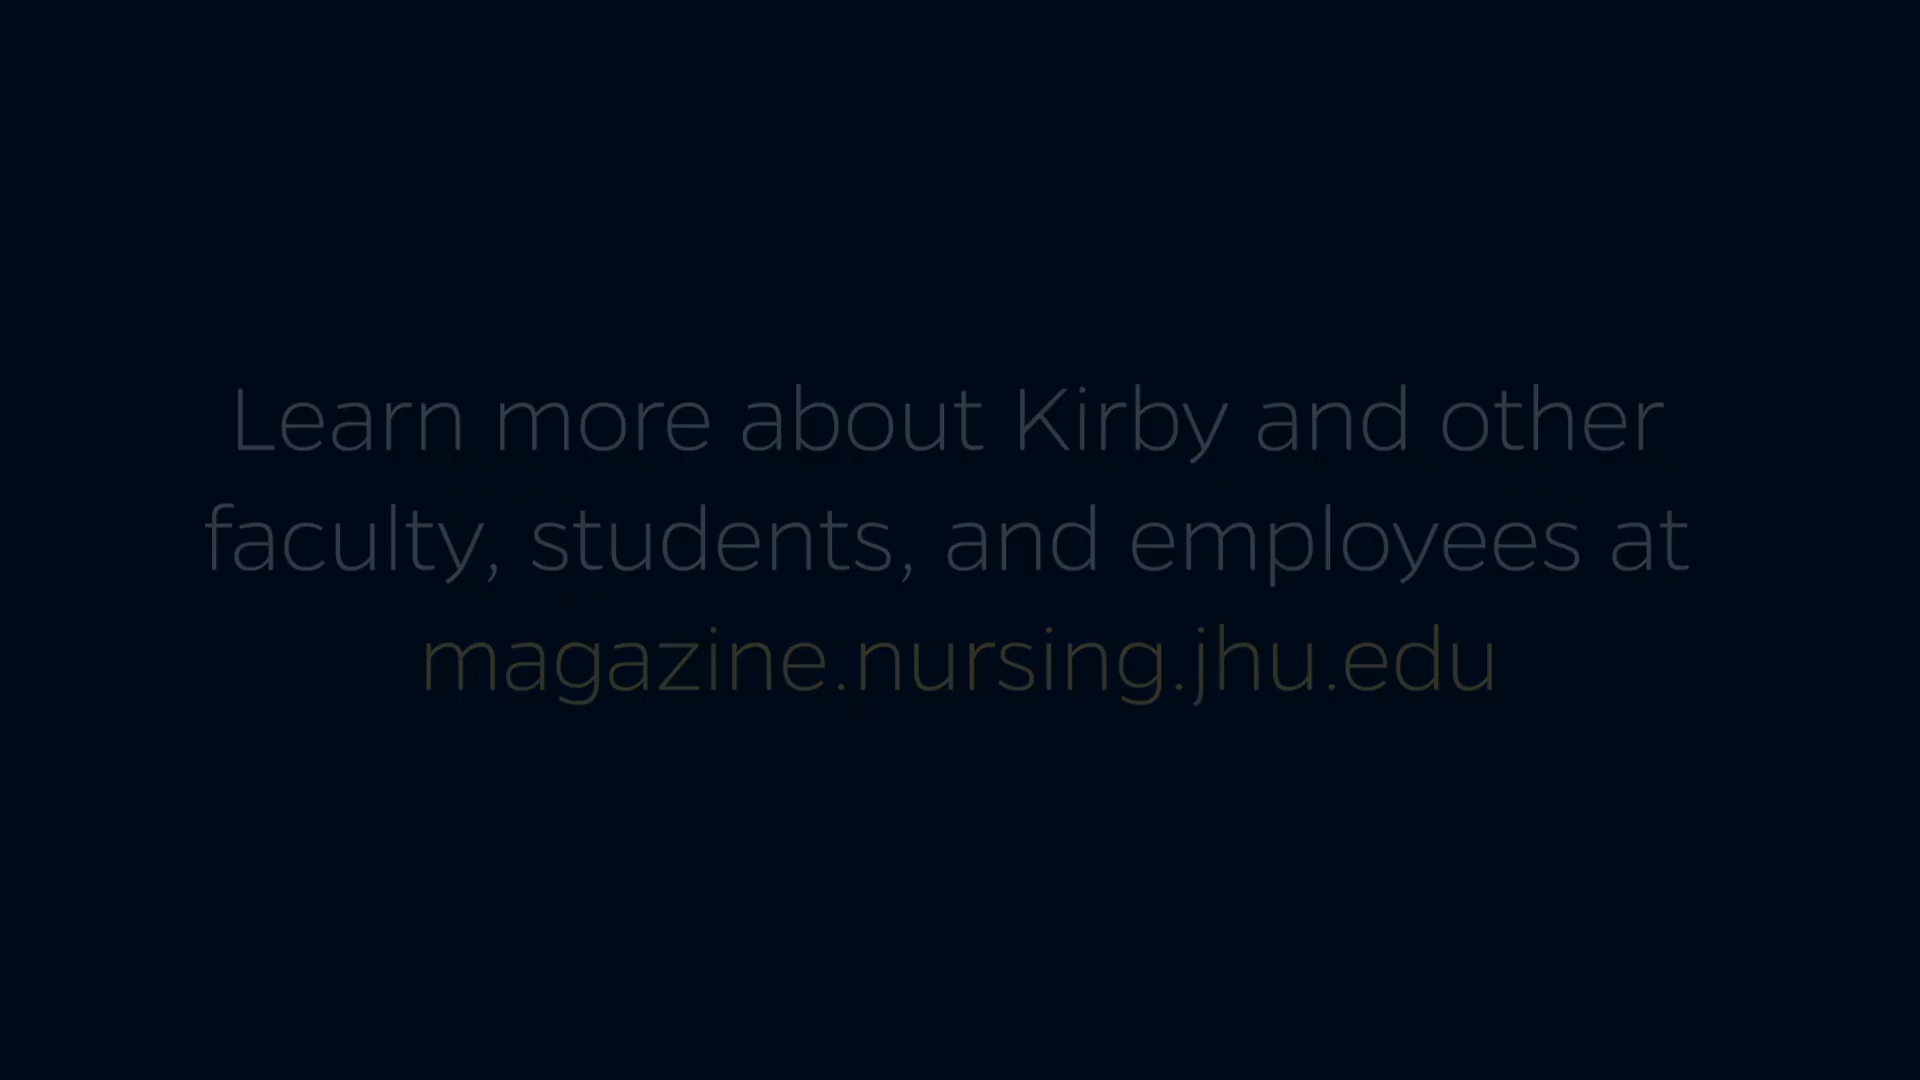 Learn more about Kirby and other
faculty, students, and employees at
magazine.nursing.jhu.edu